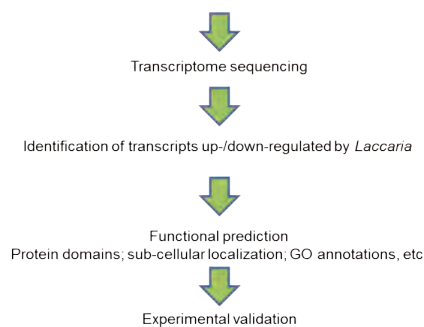 Transcriptome sequencing
Identification of transcripts up-/down-regulated by Laccaria
Functional prediction
Protein domains; sub-cellular localization; GO annotations, etc
Experimental validation